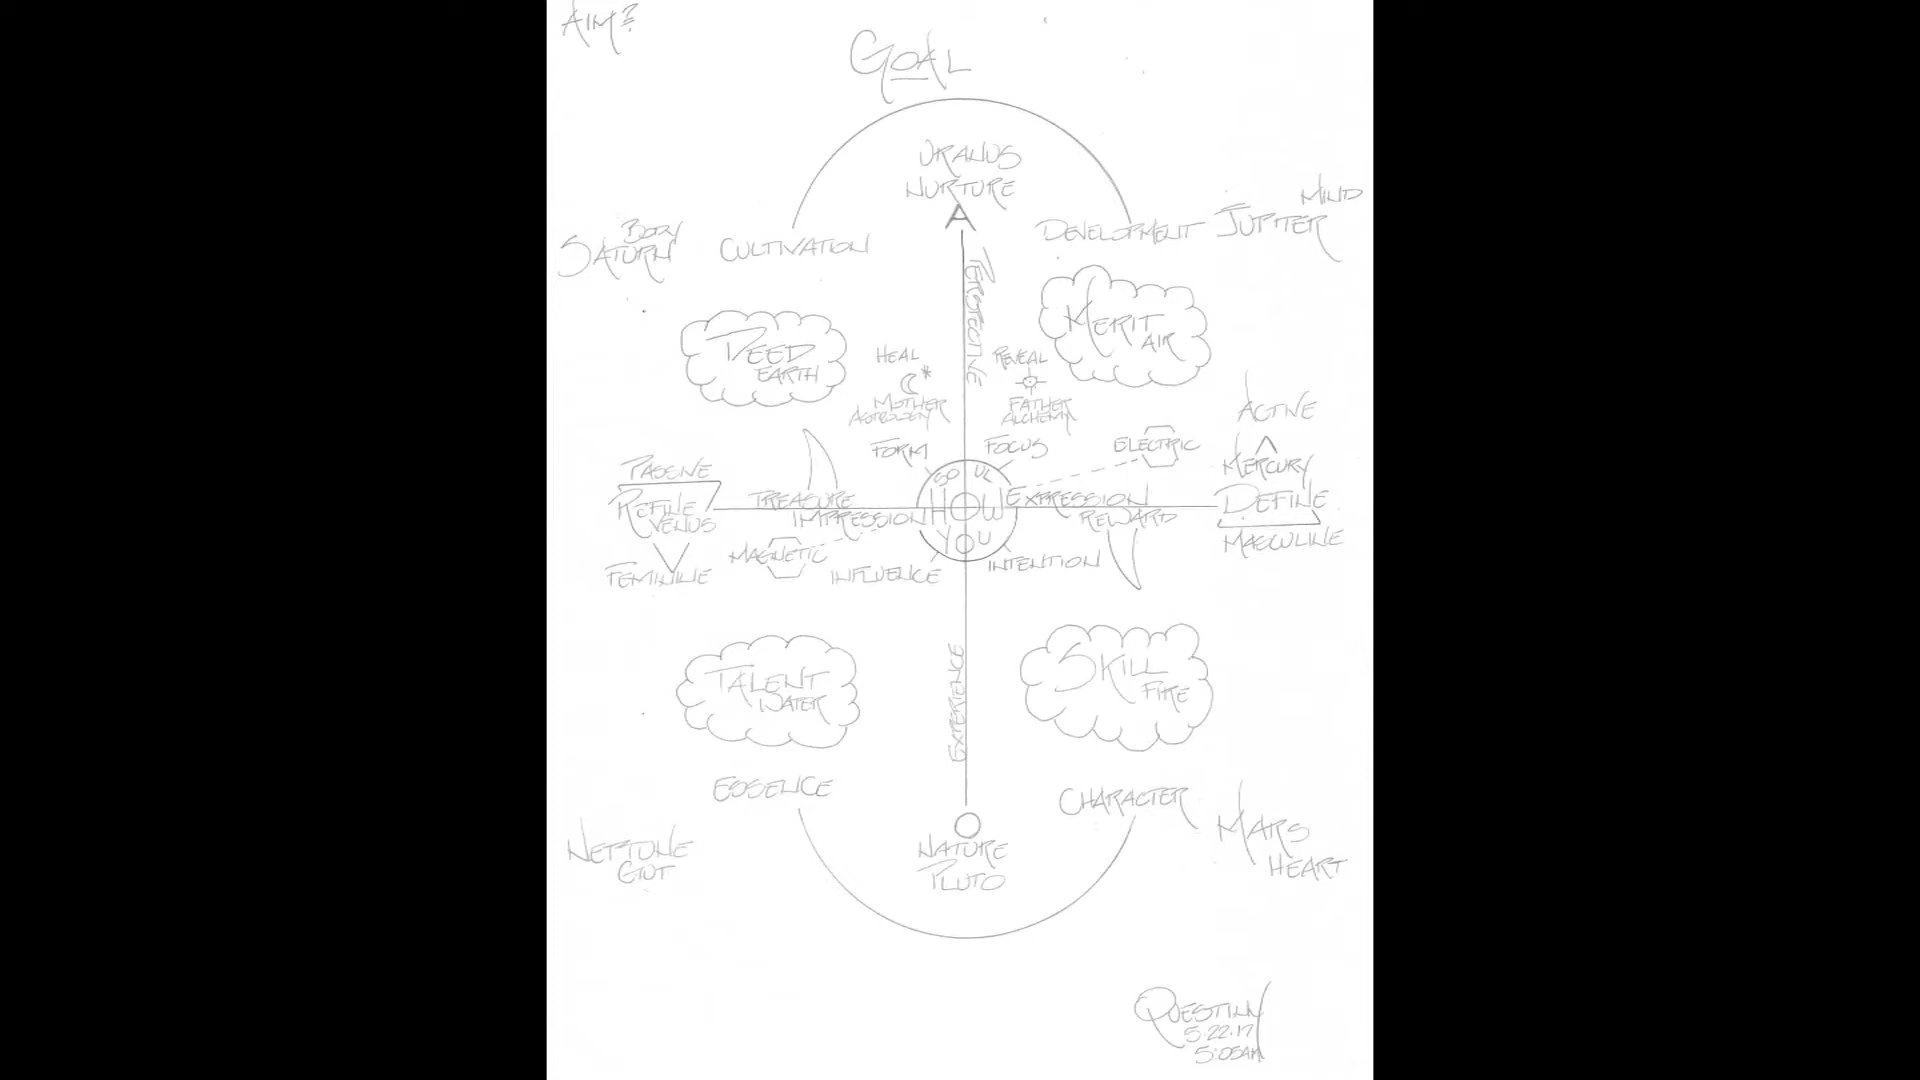 AIM?
GOAL
URANUS
NURTURE
A
MIND
BODY
SATURN
CULTIVATION
DEVELOPMENT JUPITER
PERSPECTIVE
DEED
EARTH
MERIT
AIR
HEAL
REVEAL
MOTHER
ASTROLOGY
FATHER
ALCHEMY
ACTIVE
FORM
FOCUS
ELECTRIC
PASSIVE
MERCURY
SO UL
TREASURE
HOW
EXPRESSION
REFINE
VENUS
DEFINE
IMPRESSION
REWARD
MASCULINE
YOU
MAGNETIC
FEMININE
INFLUENCE
INTENTION
TALENT
WATER
SKILL
FIRE
EXPERIENCE
ESSENCE
CHARACTER
NEPTUNE
GUT
NATURE
PLUTO
MARS
HEART
5.22.17
5:05AM